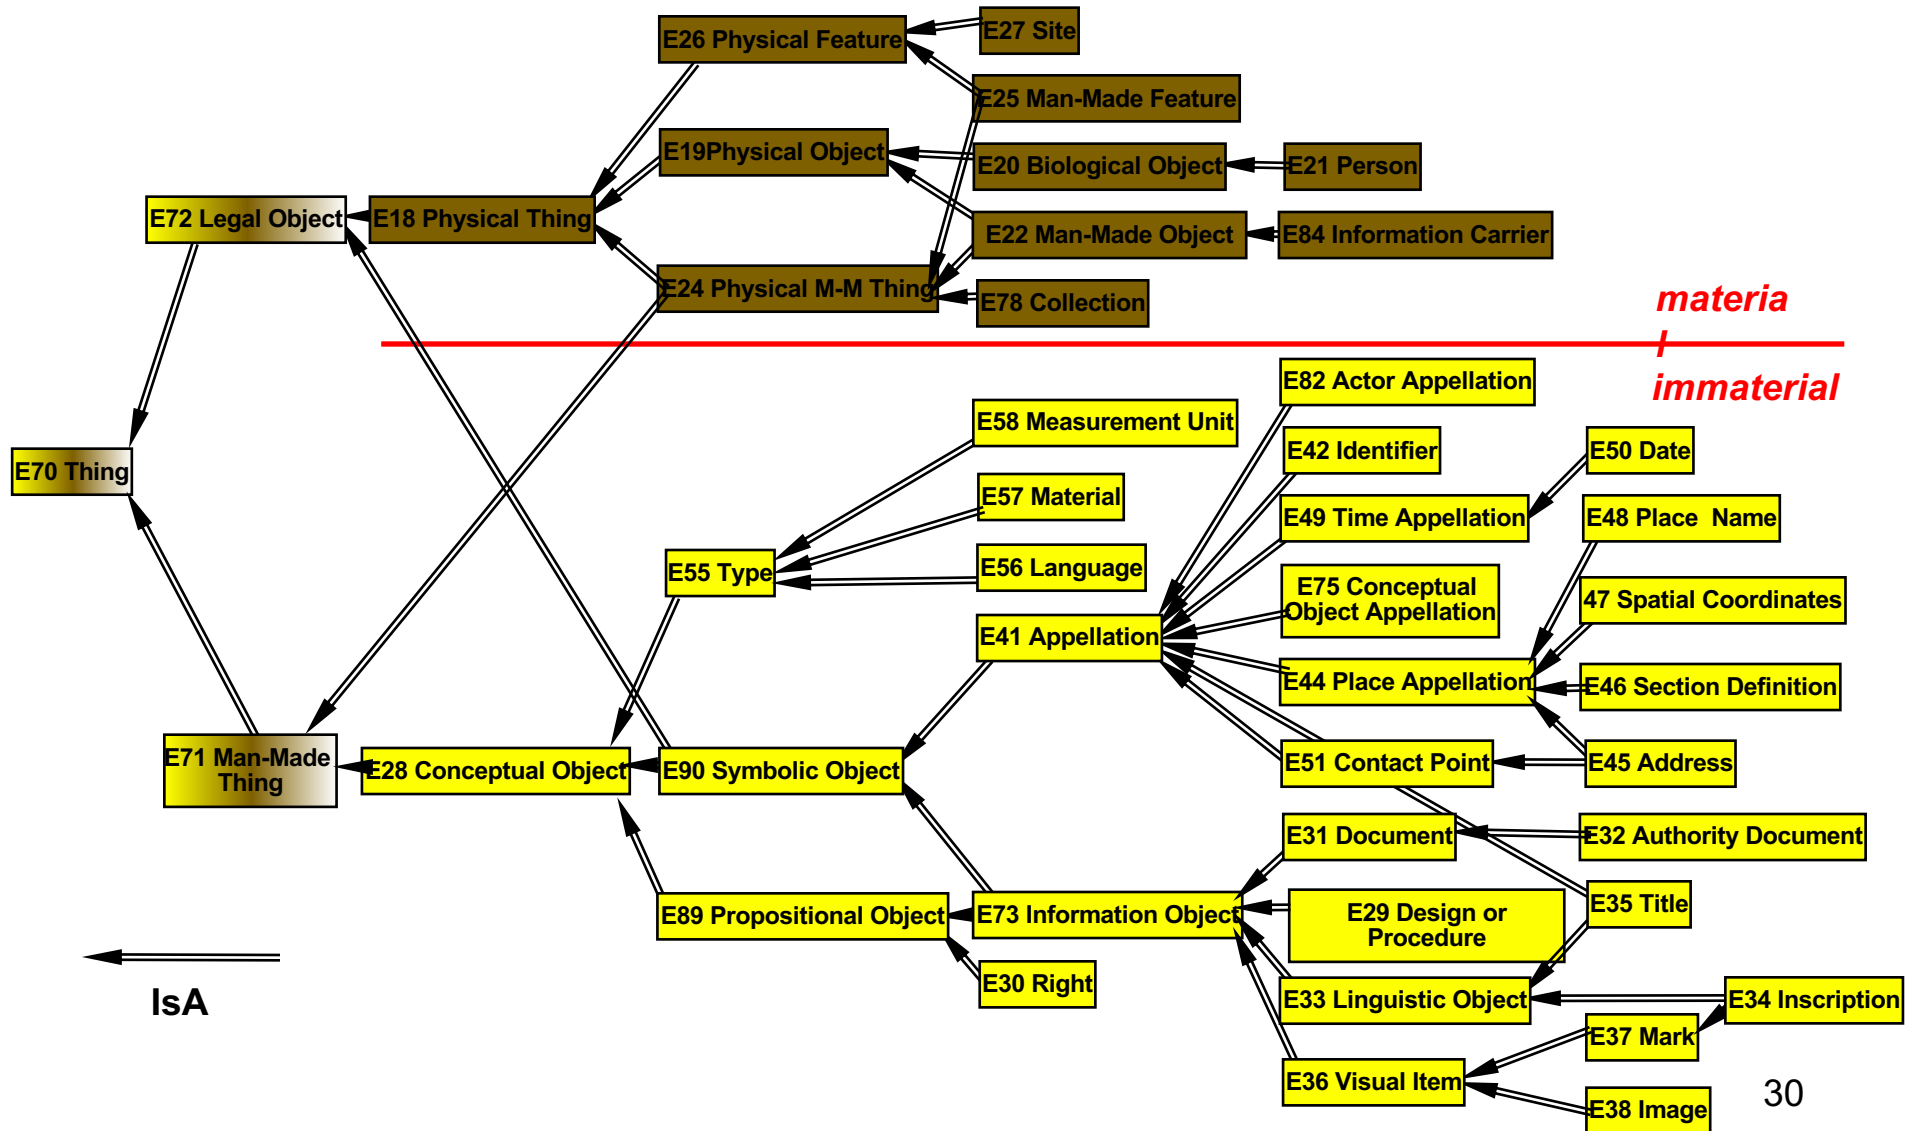 E27 Site
E26 Physical Feature
E25 Man-Made Feature
E19Physical Object
E20 Biological Object
E21 Person
E72 Legal Object
E18 Physical Thing
E22 Man-Made Object
E84 Information Carrier
E24 Physical M-M Thing
E78 Collection
materia
l
immaterial
E82 Actor Appellation
E58 Measurement Unit
E42 Identifier
E50 Date
E70 Thing
E57 Material
E49 Time Appellation
E48 Place Name
E55 Type
E56 Language
E75 Conceptual
Object Appellation
47 Spatial Coordinates
E41 Appellation
E44 Place Appellation
E46 Section Definition
E71 Man-Made
Thing
E28 Conceptual Object
E90 Symbolic Object
E51 Contact Point
E45 Address
E31 Document
E32 Authority Document
E89 Propositional Object
E73 Information Object
E29 Design or
Procedure
E35 Title
E30 Right
E33 Linguistic Object
E34 Inscription
IsA
E37 Mark
E36 Visual Item
E38 Image
30